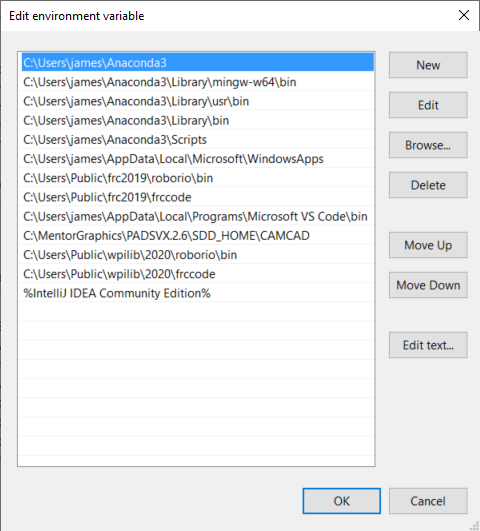 Edit environment variable
C:\Users\james\Anaconda3
New
C:\Users\james\Anaconda3\Library\mingw-w64\bin
C:\Users\james\Anaconda3\Library\usr\bin
Edit
C:\Users\james\Anaconda3\Library\bin
C:\Users\james\Anaconda3\Scripts
Browse...
C:\Users\james\AppData\Local\Microsoft\WindowsApps
C:\Users\Public\frc2019\roborio\bin
Delete
C:\Users\Public\frc2019\frccode
C:\Users\james\AppData\Local\Programs\Microsoft VS Code\bin
C:\MentorGraphics\PADSVX.2.6\SDD_HOME\CAMCAD
Move Up
C:\Users\Public\wpilib\2020\roborio\bin
C:\Users\Public\wpilib\2020\frccode
Move Down
%IntelliJ IDEA Community Edition%
Edit text...
OK
Cancel